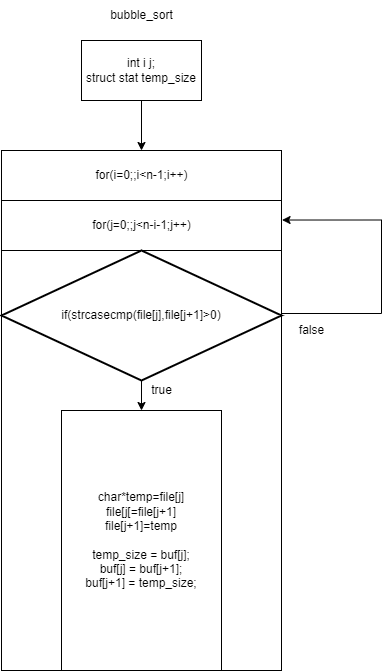 bubble_sort
int i j;
struct stat temp_size
for(i=0;;i<n-1;i++)
for(j=0;;j<n-i-1;j++)
if(strcasecmp(file[j],file[j+1]>0)
false
true
char*temp=file[j]
file[j[=file[j+1]
file[j+1]=temp
temp_size = buf[j];
buf[j] = buf[j+1];
buf[j+1] = temp_size;